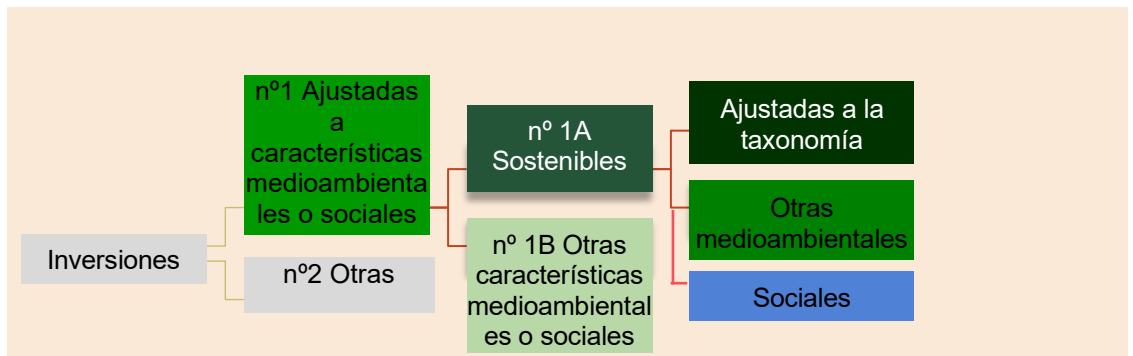 Inversiones
nº1 Ajustadas
a
características
medioambienta
les o sociales
nº2 Otras
nº 1A
Sostenibles
nº 1B Otras
características
medioambiental
es o sociales
Ajustadas a la
taxonomía
Otras
medioambientales
Sociales